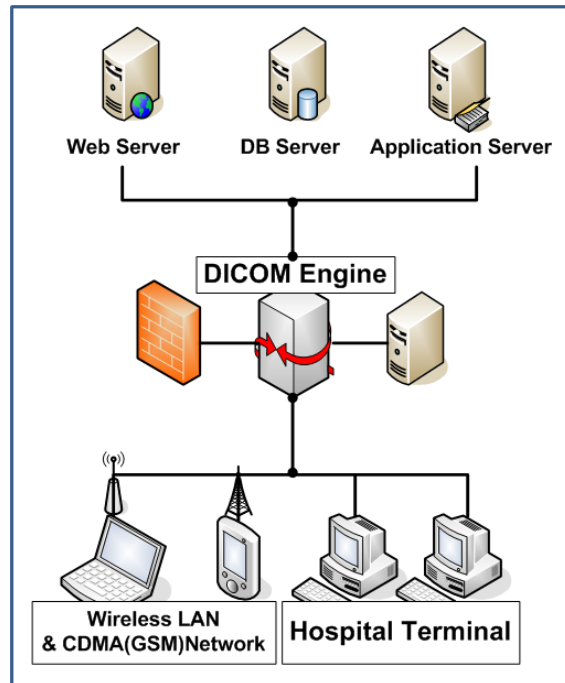 Web Server
DB Server
Application Server
DICOM Engine
Wireless LAN
& CDMA(GSM)Network
Hospital Terminal